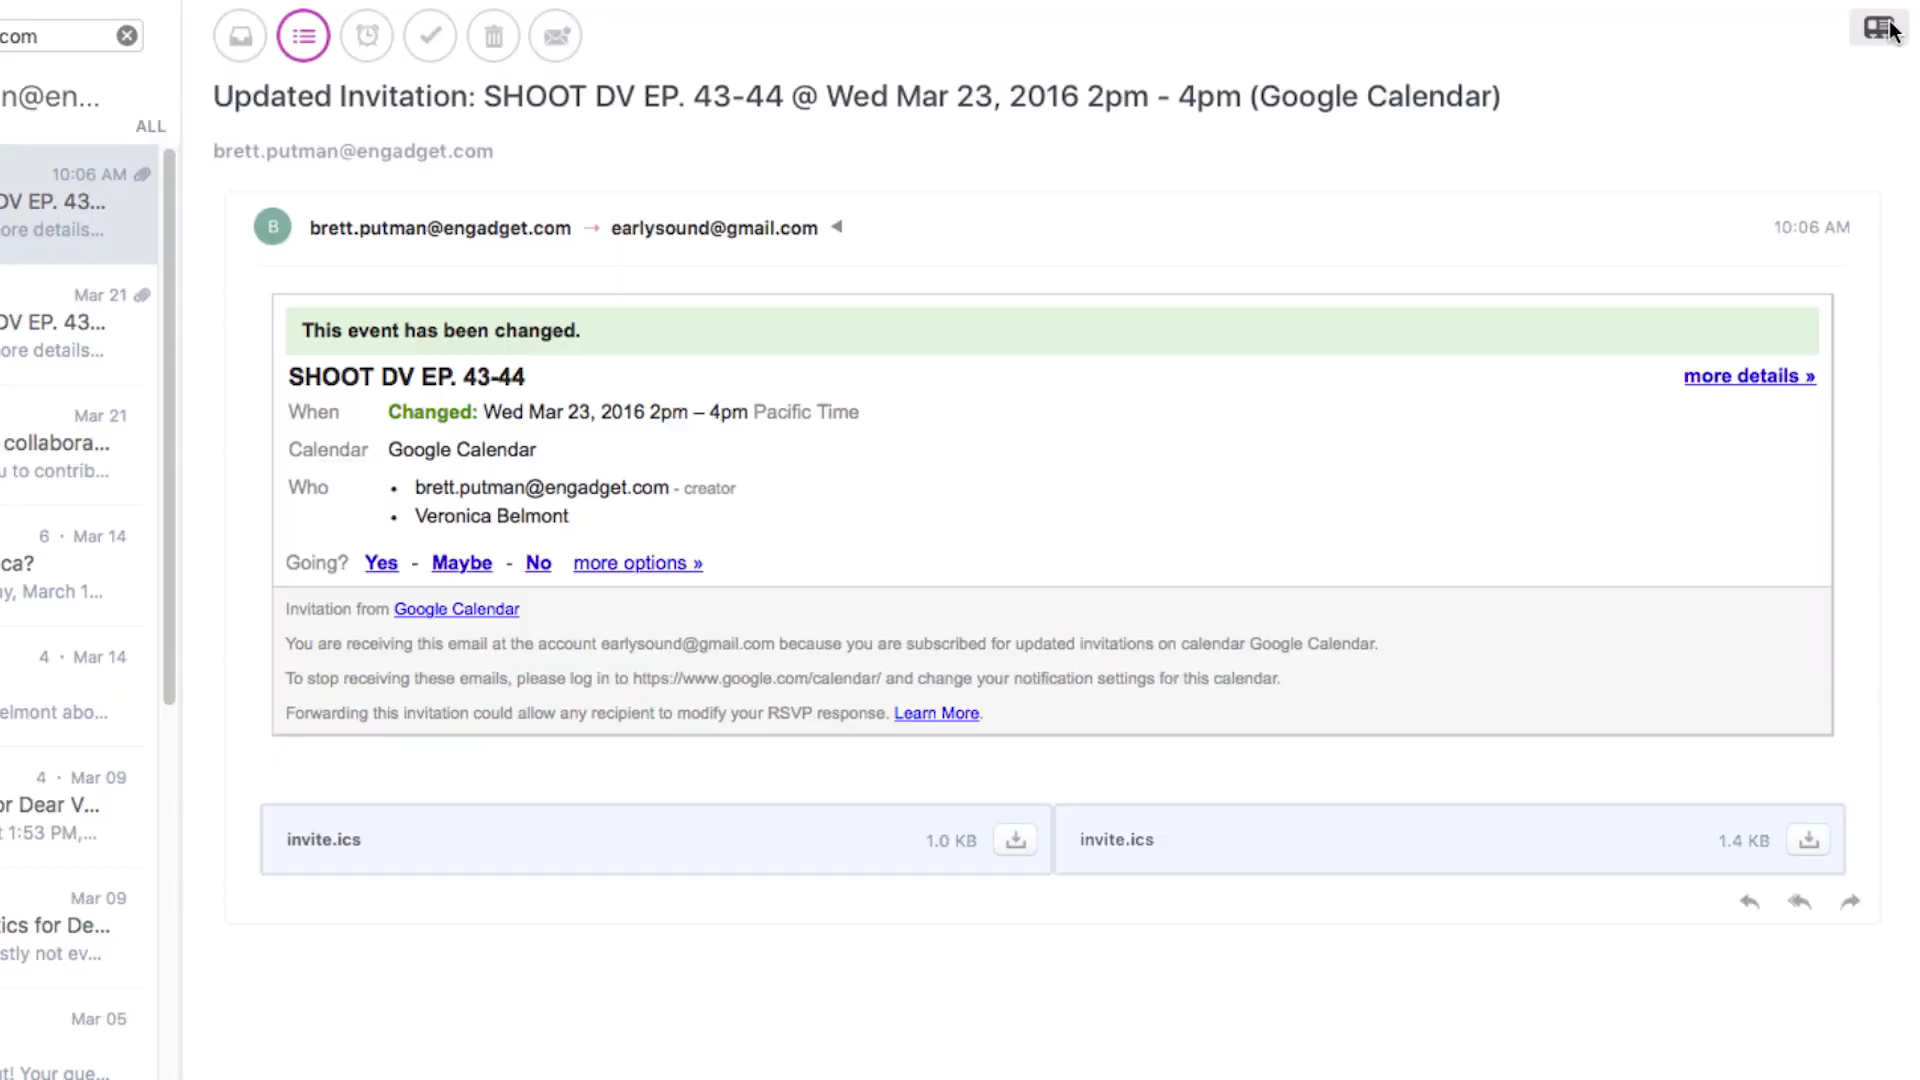 com
n@en...
ALL
10:06 AM
DV EP. 43...
ore details...
Mar 21
DV EP. 43...
ore details...
Mar 21
collabora...
u to contrib...
6 · Mar 14
ca?
ay, March 1...
4 · Mar 14
elmont abo...
4 · Mar 09
or Dear V...
t 1:53 PM,...
Mar 09
tics for De...
stly not ev...
Mar 05
ut! Your que...
Updated Invitation: SHOOT DV EP. 43-44 @ Wed Mar 23, 2016 2pm - 4pm (Google Calendar)
brett.putman@engadget.com
B brett.putman@engadget.com → earlysound@gmail.com 10:06 AM
This event has been changed.
SHOOT DV EP. 43-44 more details »
When Changed: Wed Mar 23, 2016 2pm – 4pm Pacific Time
Calendar Google Calendar
Who • brett.putman@engadget.com - creator
• Veronica Belmont
Going? Yes - Maybe - No more options »
Invitation from Google Calendar
You are receiving this email at the account earlysound@gmail.com because you are subscribed for updated invitations on calendar Google Calendar.
To stop receiving these emails, please log in to https://www.google.com/calendar/ and change your notification settings for this calendar.
Forwarding this invitation could allow any recipient to modify your RSVP response. Learn More.
invite.ics 1.0 KB invite.ics 1.4 KB